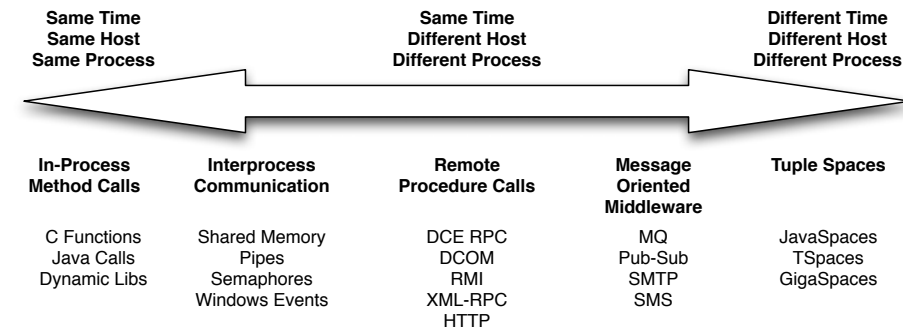 Same Time
Same Host
Same Process
Same Time
Different Host
Different Process
Different Time
Different Host
Different Process
In-Process
Method Calls
C Functions
Java Calls
Dynamic Libs
Interprocess
Communication
Shared Memory
Pipes
Semaphores
Windows Events
Remote
Procedure Calls
DCE RPC
DCOM
RMI
XML-RPC
HTTP
Message
Oriented
Middleware
MQ
Pub-Sub
SMTP
SMS
Tuple Spaces
JavaSpaces
TSpaces
GigaSpaces